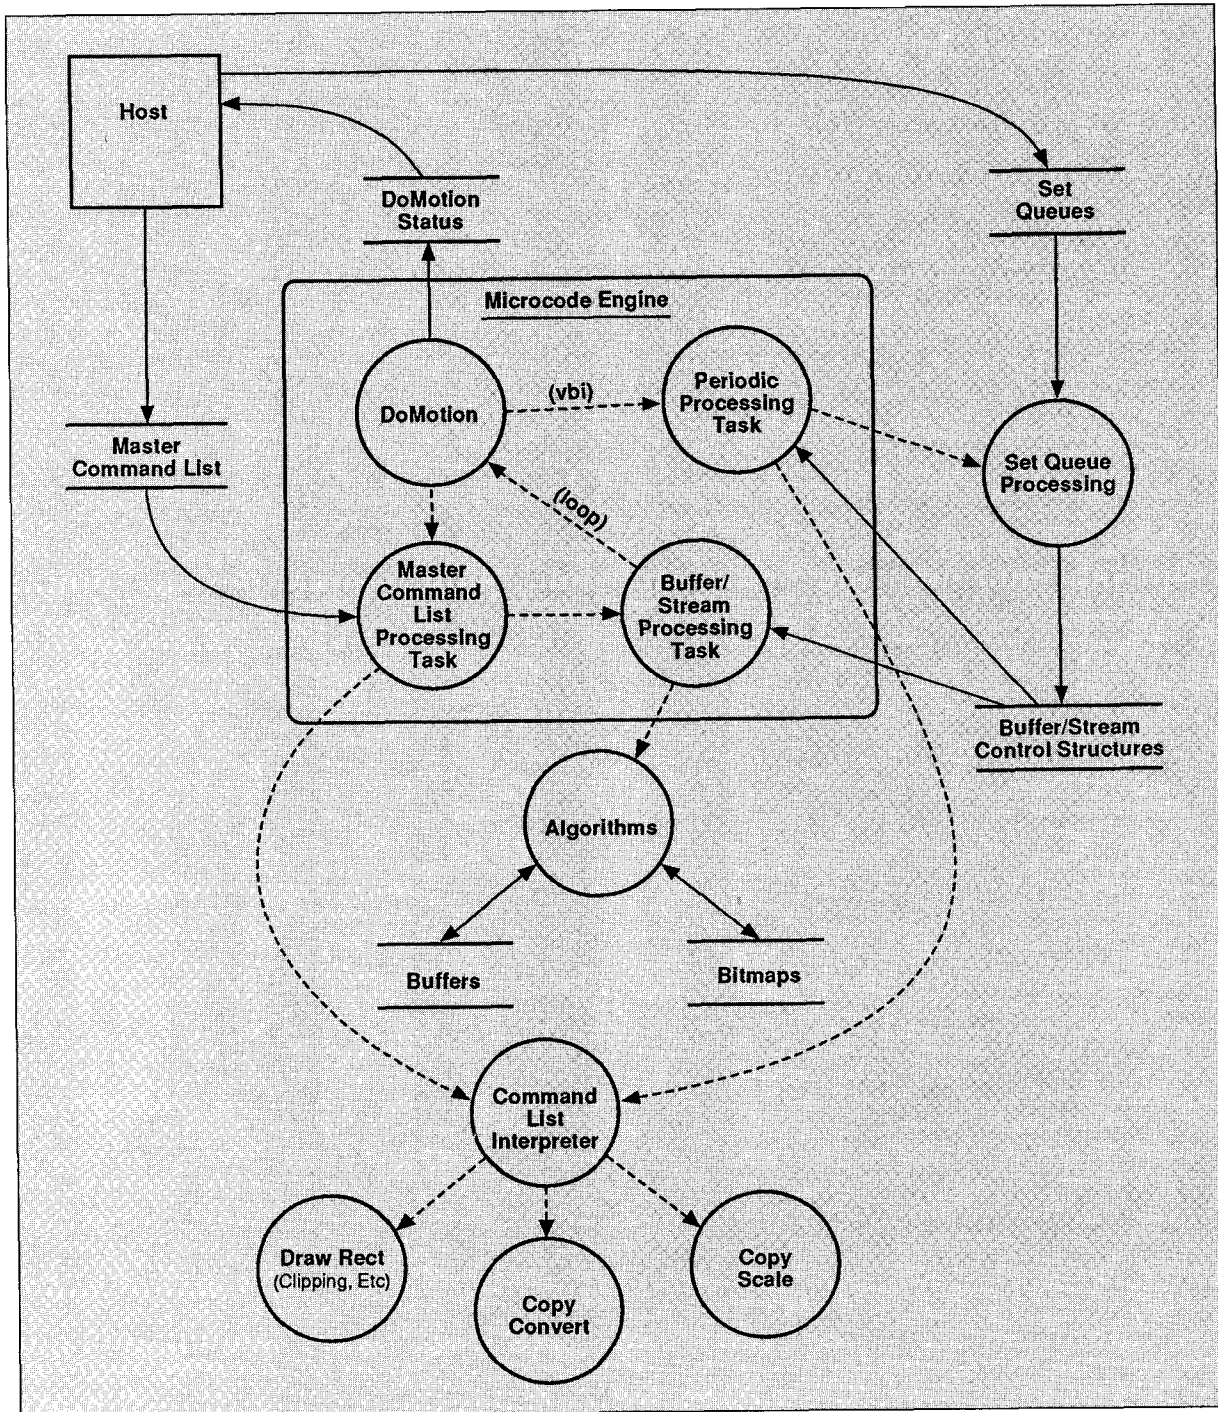 Host
DoMotion
Status
Set
Queues
Microcode Engine
DoMotion
(vbi)
Periodic
Processing
Task
Master
Command List
Set Queue
Processing
(loop)
Master
Command
List
Processing
Task
Buffer/
Stream
Processing
Task
Buffer/Stream
Control Structures
Algorithms
Buffers
Bitmaps
Command
List
Interpreter
Draw Rect
(Clipping, Etc)
Copy
Convert
Copy
Scale